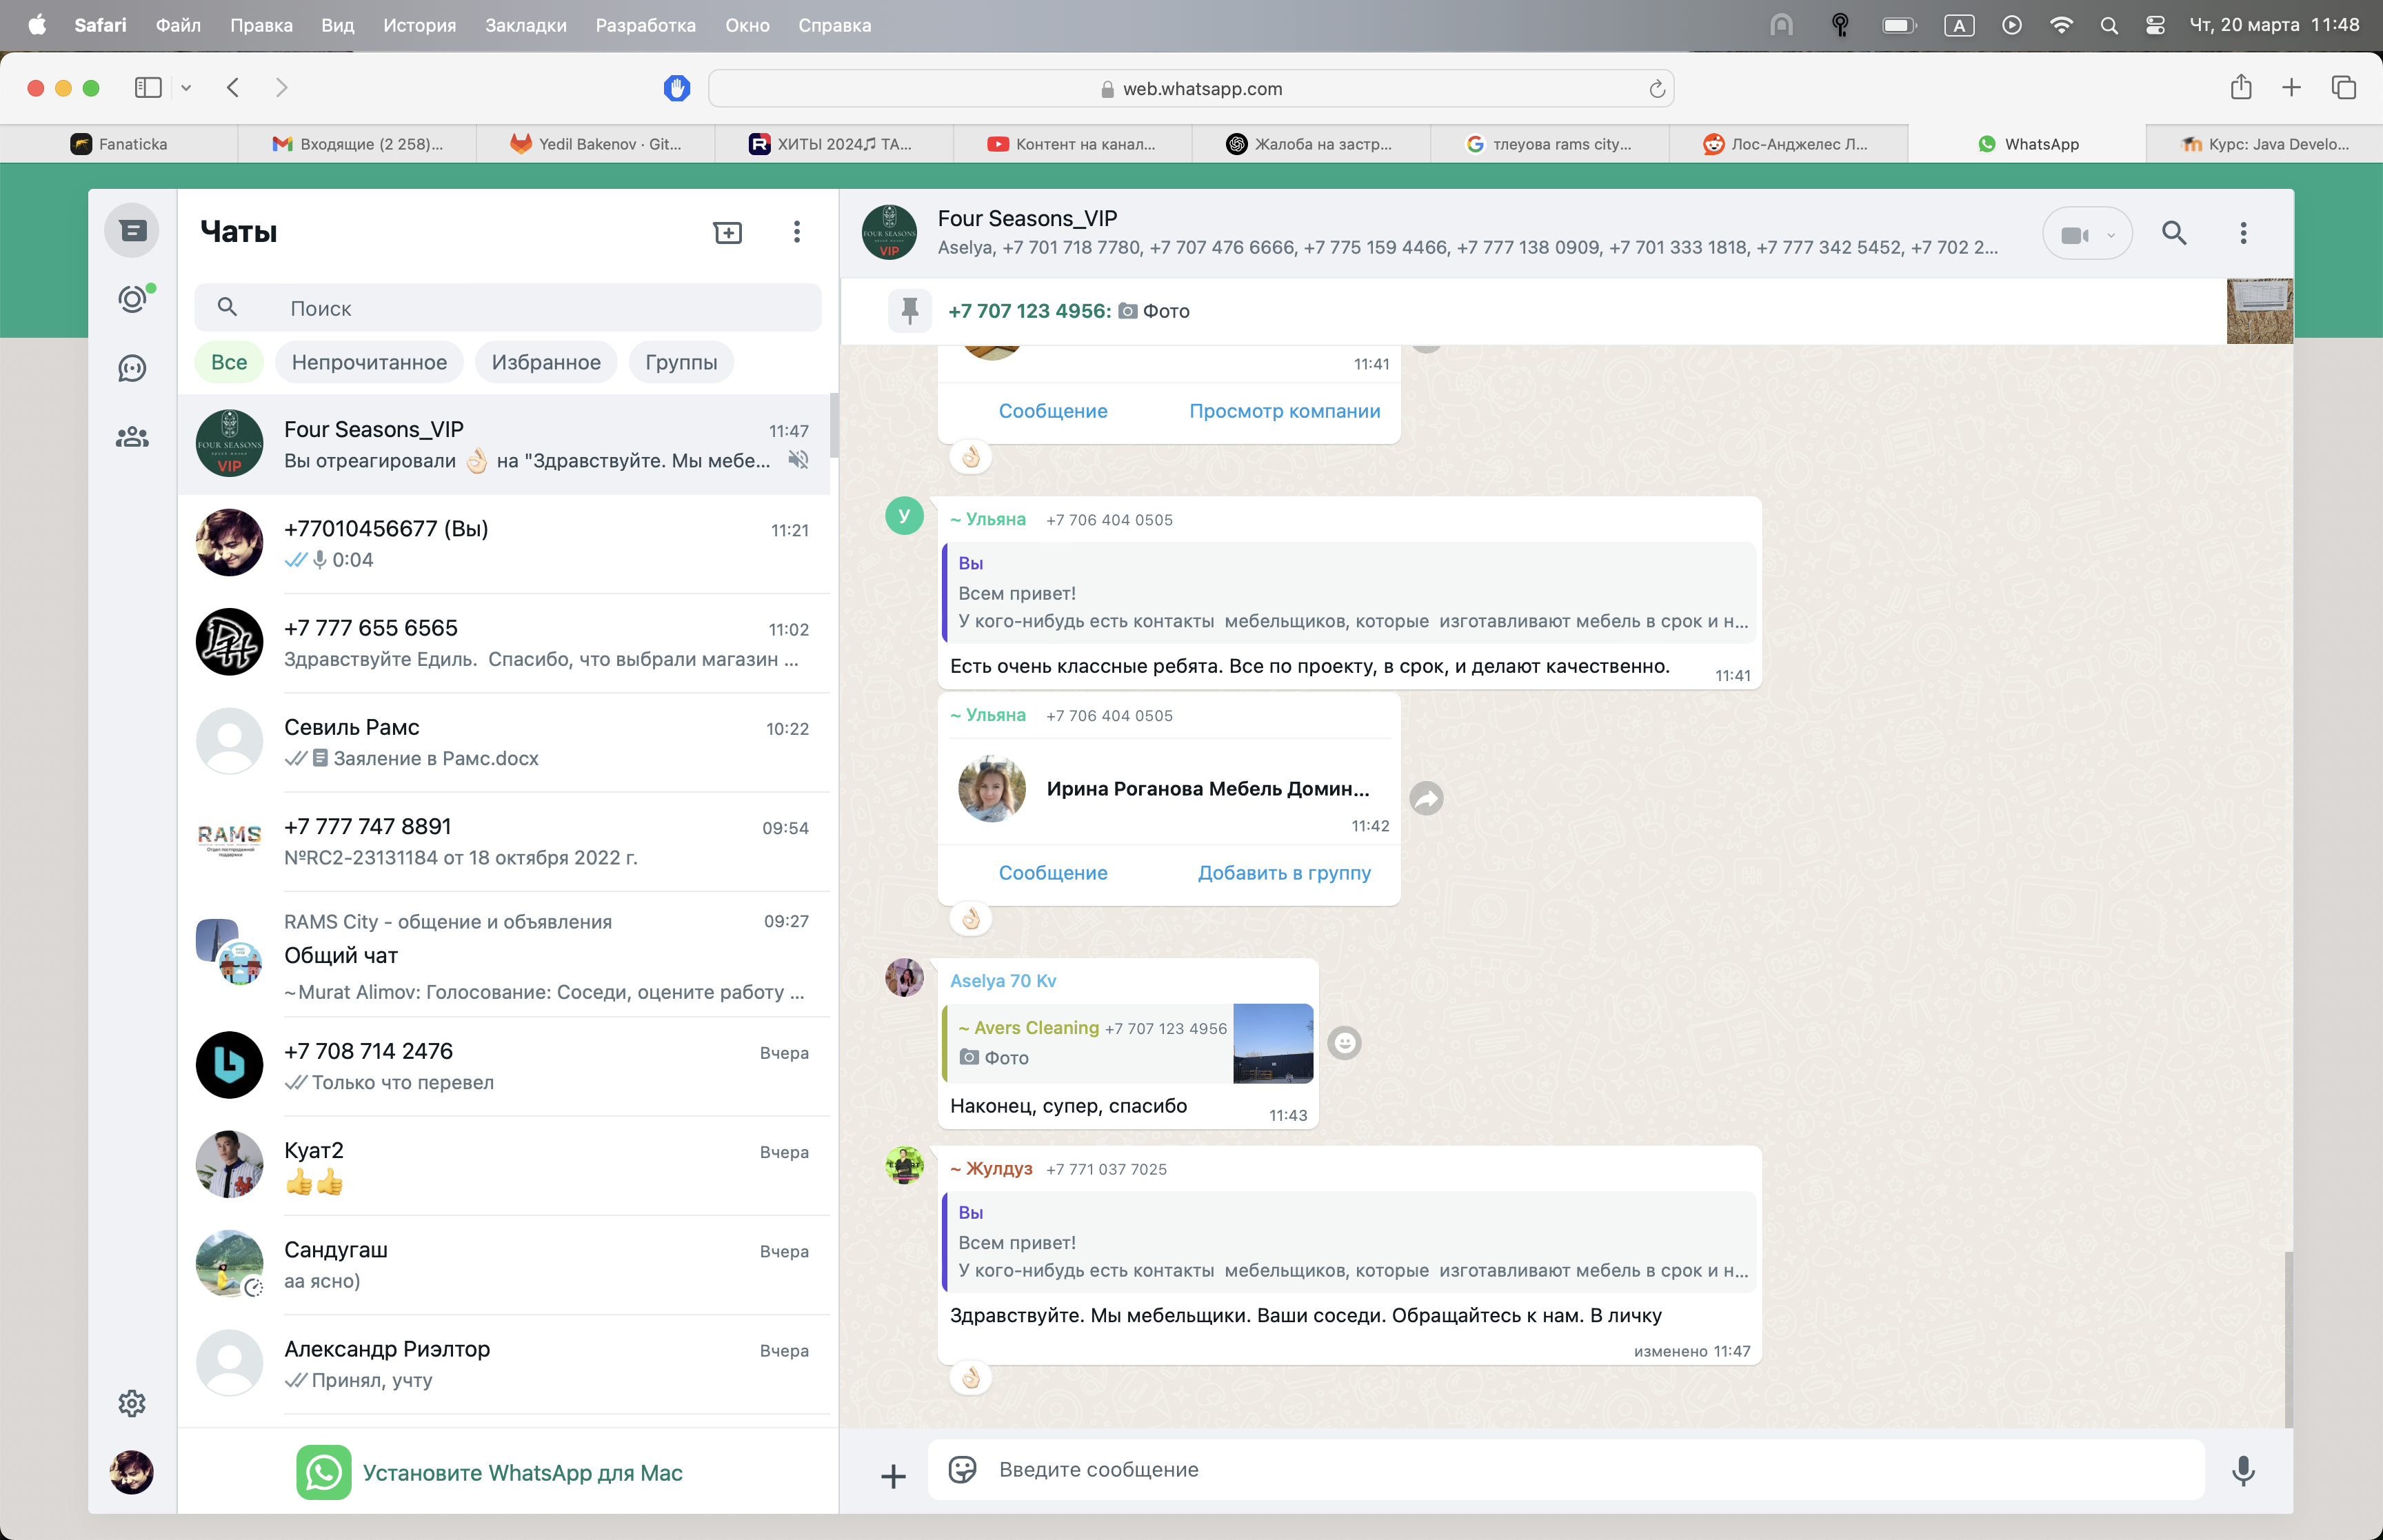 Safari Файл Правка Вид История Закладки Разработка Окно Справка
A
Чт, 20 марта 11:48
web.whatsapp.com
Fanaticka
Входящие (2 258)...
Yedil Bakenov · Git...
ХИТЫ 2024♫ ТА...
Контент на канал...
Жалоба на застр...
тлеуова rams city...
Лос-Анджелес Л...
WhatsApp
Курс: Java Develo...
Чаты
Поиск
Все Непрочитанное Избранное Группы
FOUR SEASONS
VIP
Four Seasons_VIP 11:47
Вы отреагировали 👌🏻 на "Здравствуйте. Мы мебе...
+77010456677 (Вы) 11:21
0:04
+7 777 655 6565 11:02
Здравствуйте Едиль.  Спасибо, что выбрали магазин ...
Севиль Рамс 10:22
Заяление в Рамс.docx
RAMS
+7 777 747 8891 09:54
№RC2-23131184 от 18 октября 2022 г.
RAMS City - общение и объявления 09:27
Общий чат
~ Murat Alimov: Голосование: Соседи, оцените работу ...
+7 708 714 2476 Вчера
Только что перевел
Куат2 Вчера
👍👍
Сандугаш Вчера
аа ясно)
Александр Риэлтор Вчера
Принял, учту
Установите WhatsApp для Mac
FOUR SEASONS
VIP
Four Seasons_VIP
Aselya, +7 701 718 7780, +7 707 476 6666, +7 775 159 4466, +7 777 138 0909, +7 701 333 1818, +7 777 342 5452, +7 702 2...
+7 707 123 4956: Фото
11:41
Сообщение Просмотр компании
👌🏻
У
~ Ульяна +7 706 404 0505
Вы
Всем привет!
У кого-нибудь есть контакты  мебельщиков, которые  изготавливают мебель в срок и н...
Есть очень классные ребята. Все по проекту, в срок, и делают качественно. 11:41
~ Ульяна +7 706 404 0505
Ирина Роганова Мебель Домин...
11:42
Сообщение Добавить в группу
👌🏻
Aselya 70 Kv
~ Avers Cleaning +7 707 123 4956
Фото
Наконец, супер, спасибо 11:43
~ Жулдуз +7 771 037 7025
Вы
Всем привет!
У кого-нибудь есть контакты  мебельщиков, которые  изготавливают мебель в срок и н...
Здравствуйте. Мы мебельщики. Ваши соседи. Обращайтесь к нам. В личку
изменено 11:47
👌🏻
Введите сообщение